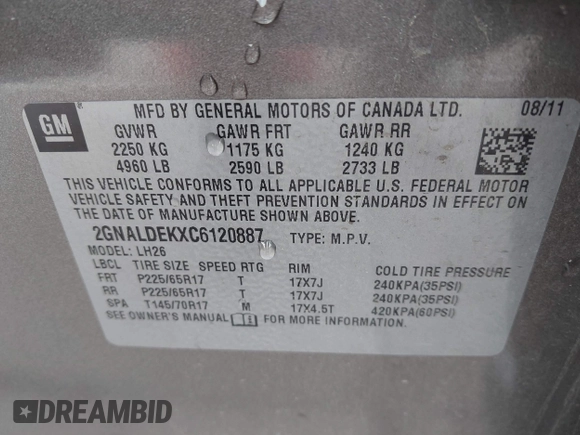 GM
MFD BY GENERAL MOTORS OF CANADA LTD. 08/11
GVWR GAWR FRT GAWR RR
2250 KG 1175 KG 1240 KG
4960 LB 2590 LB 2733 LB
THIS VEHICLE CONFORMS TO ALL APPLICABLE U.S. FEDERAL MOTOR
VEHICLE SAFETY AND THEFT PREVENTION STANDARDS IN EFFECT ON
THE DATE OF MANUFACTURE SHOWN ABOVE.
2GNALDEKXC6120887 TYPE: M.P.V.
MODEL: LH26
LBCL TIRE SIZE SPEED RTG RIM COLD TIRE PRESSURE
FRT P225/65R17 T 17X7J 240KPA(35PSI)
RR P225/65R17 T 17X7J 240KPA(35PSI)
SPA T145/70R17 M 17X4.5T 420KPA(60PSI)
SEE OWNER'S MANUAL FOR MORE INFORMATION.
DREAMBID